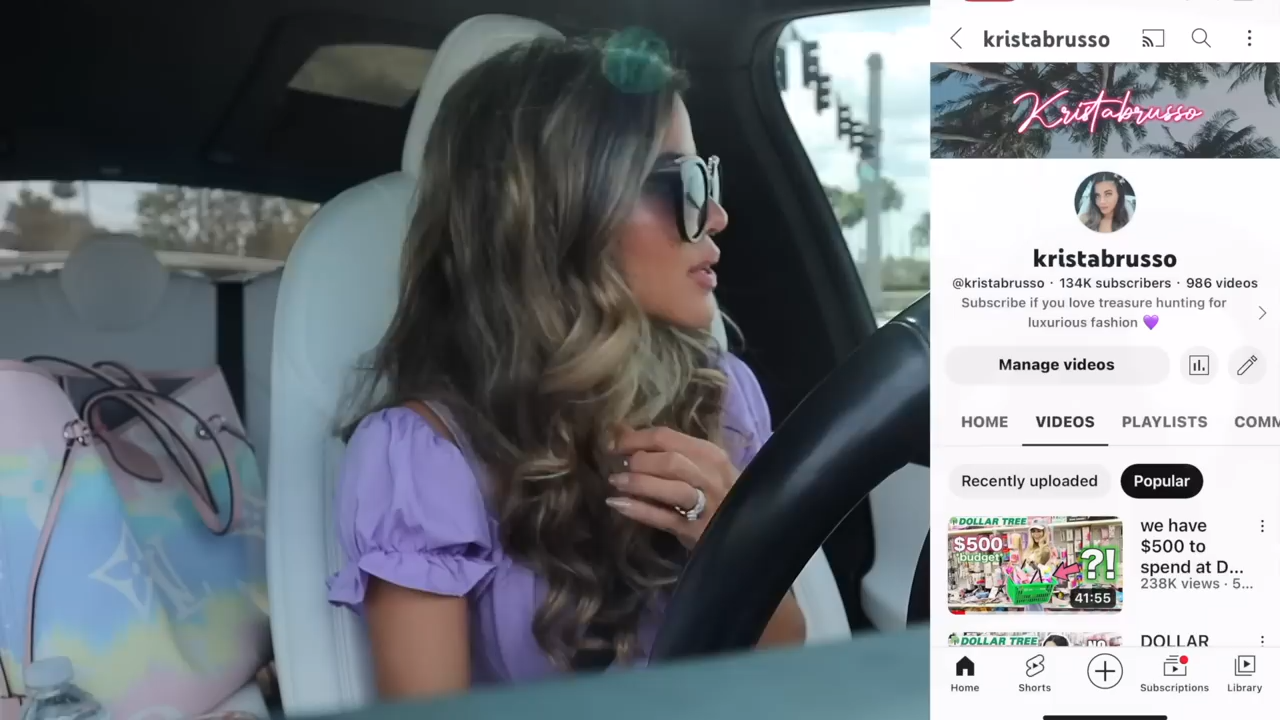 kristabrusso
Kristabrusso
kristabrusso
@kristabrusso · 134K subscribers · 986 videos
Subscribe if you love treasure hunting for
luxurious fashion 💜
Manage videos
HOME VIDEOS PLAYLISTS COMM
Recently uploaded Popular
DOLLAR TREE
$500
"budget"
?!
41:55
we have
$500 to
spend at D...
238K views · 5...
DOLLAR TREE
NO
DOLLAR
Home Shorts Subscriptions Library